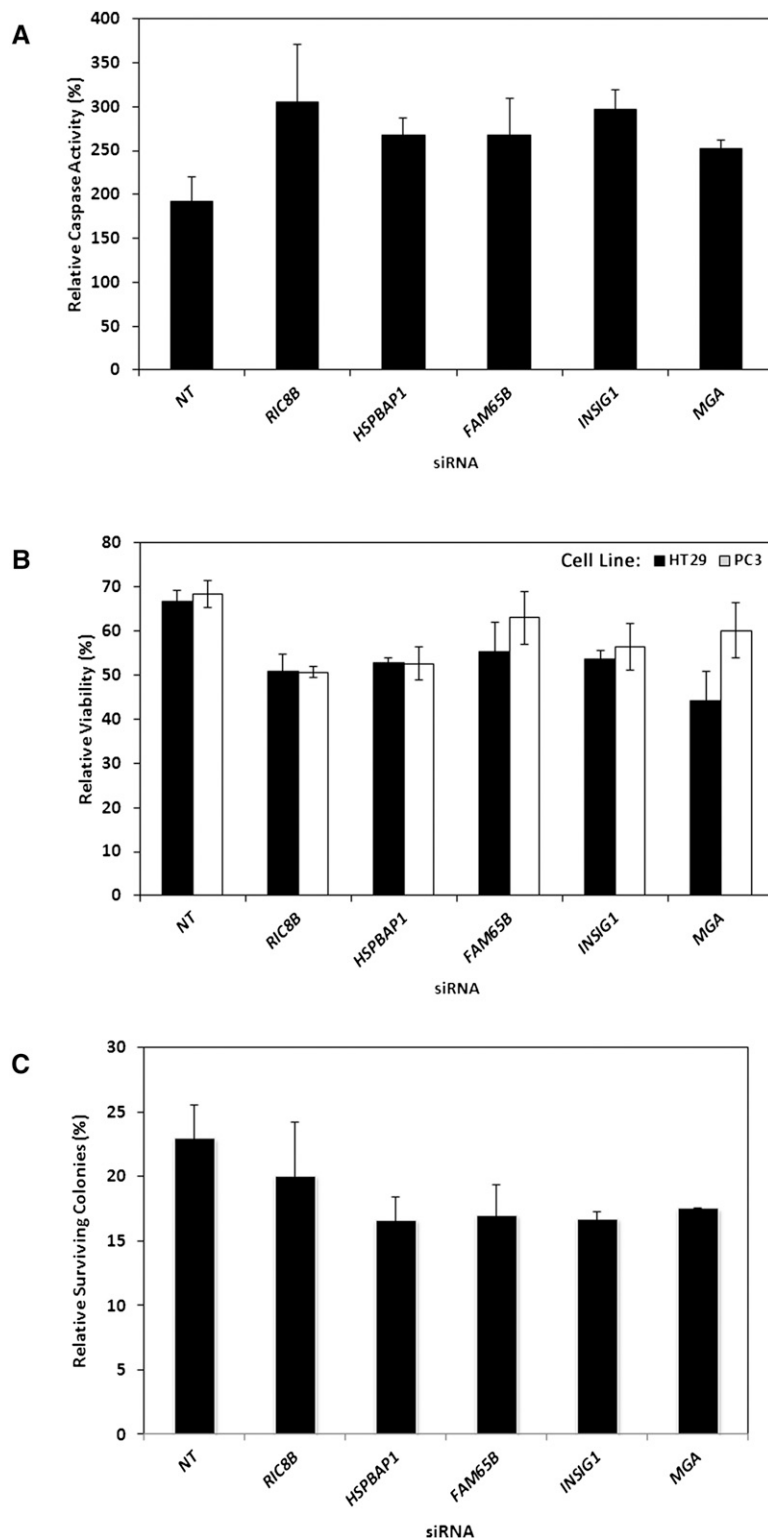 A
Relative Caspase Activity (%)
400
350
300
250
200
150
100
50
0
NT
RIC8B
HSPBAP1
FAM65B
INSIG1
MGA
siRNA
B
Relative Viability (%)
80
70
60
50
40
30
20
10
0
Cell Line: HT29 PC3
NT
RIC8B
HSPBAP1
FAM65B
INSIG1
MGA
siRNA
C
Relative Surviving Colonies (%)
30
25
20
15
10
5
0
NT
RIC8B
HSPBAP1
FAM65B
INSIG1
MGA
siRNA